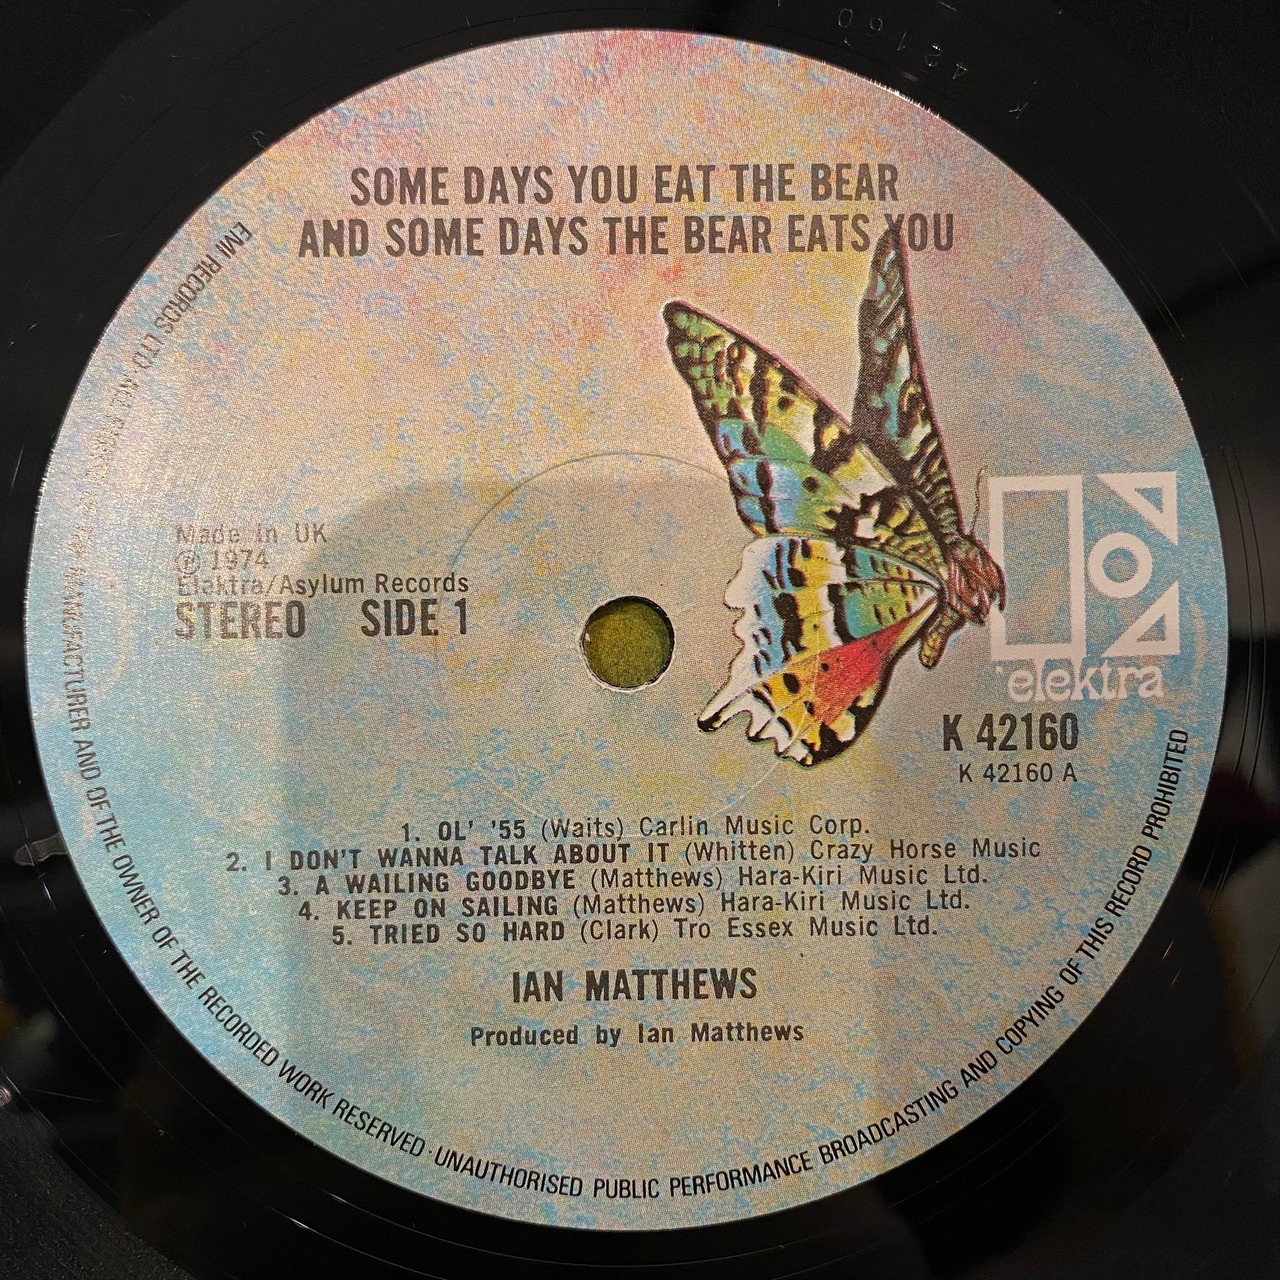 42160
SOME DAYS YOU EAT THE BEAR
AND SOME DAYS THE BEAR EATS YOU
EMI RECORDS LTD. ALL RIGHTS OF THE MANUFACTURER AND OF THE OWNER OF THE RECORDED WORK RESERVED · UNAUTHORISED PUBLIC PERFORMANCE BROADCASTING AND COPYING OF THIS RECORD PROHIBITED
Made in UK
℗ 1974
Elektra/Asylum Records
STEREO SIDE 1
elektra
K 42160
K 42160 A
1. OL' '55 (Waits) Carlin Music Corp.
2. I DON'T WANNA TALK ABOUT IT (Whitten) Crazy Horse Music
3. A WAILING GOODBYE (Matthews) Hara-Kiri Music Ltd.
4. KEEP ON SAILING (Matthews) Hara-Kiri Music Ltd.
5. TRIED SO HARD (Clark) Tro Essex Music Ltd.
IAN MATTHEWS
Produced by Ian Matthews